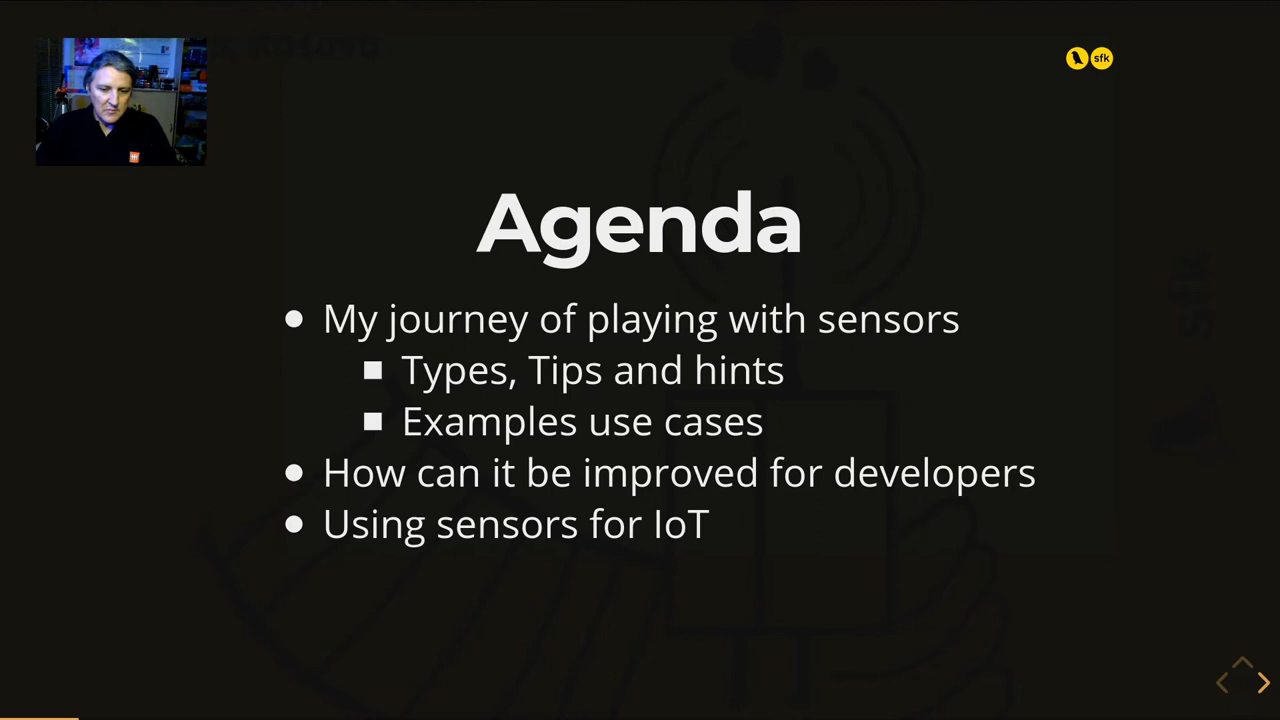 sfk
Agenda
My journey of playing with sensors
Types, Tips and hints
Examples use cases
How can it be improved for developers
Using sensors for IoT
sfk